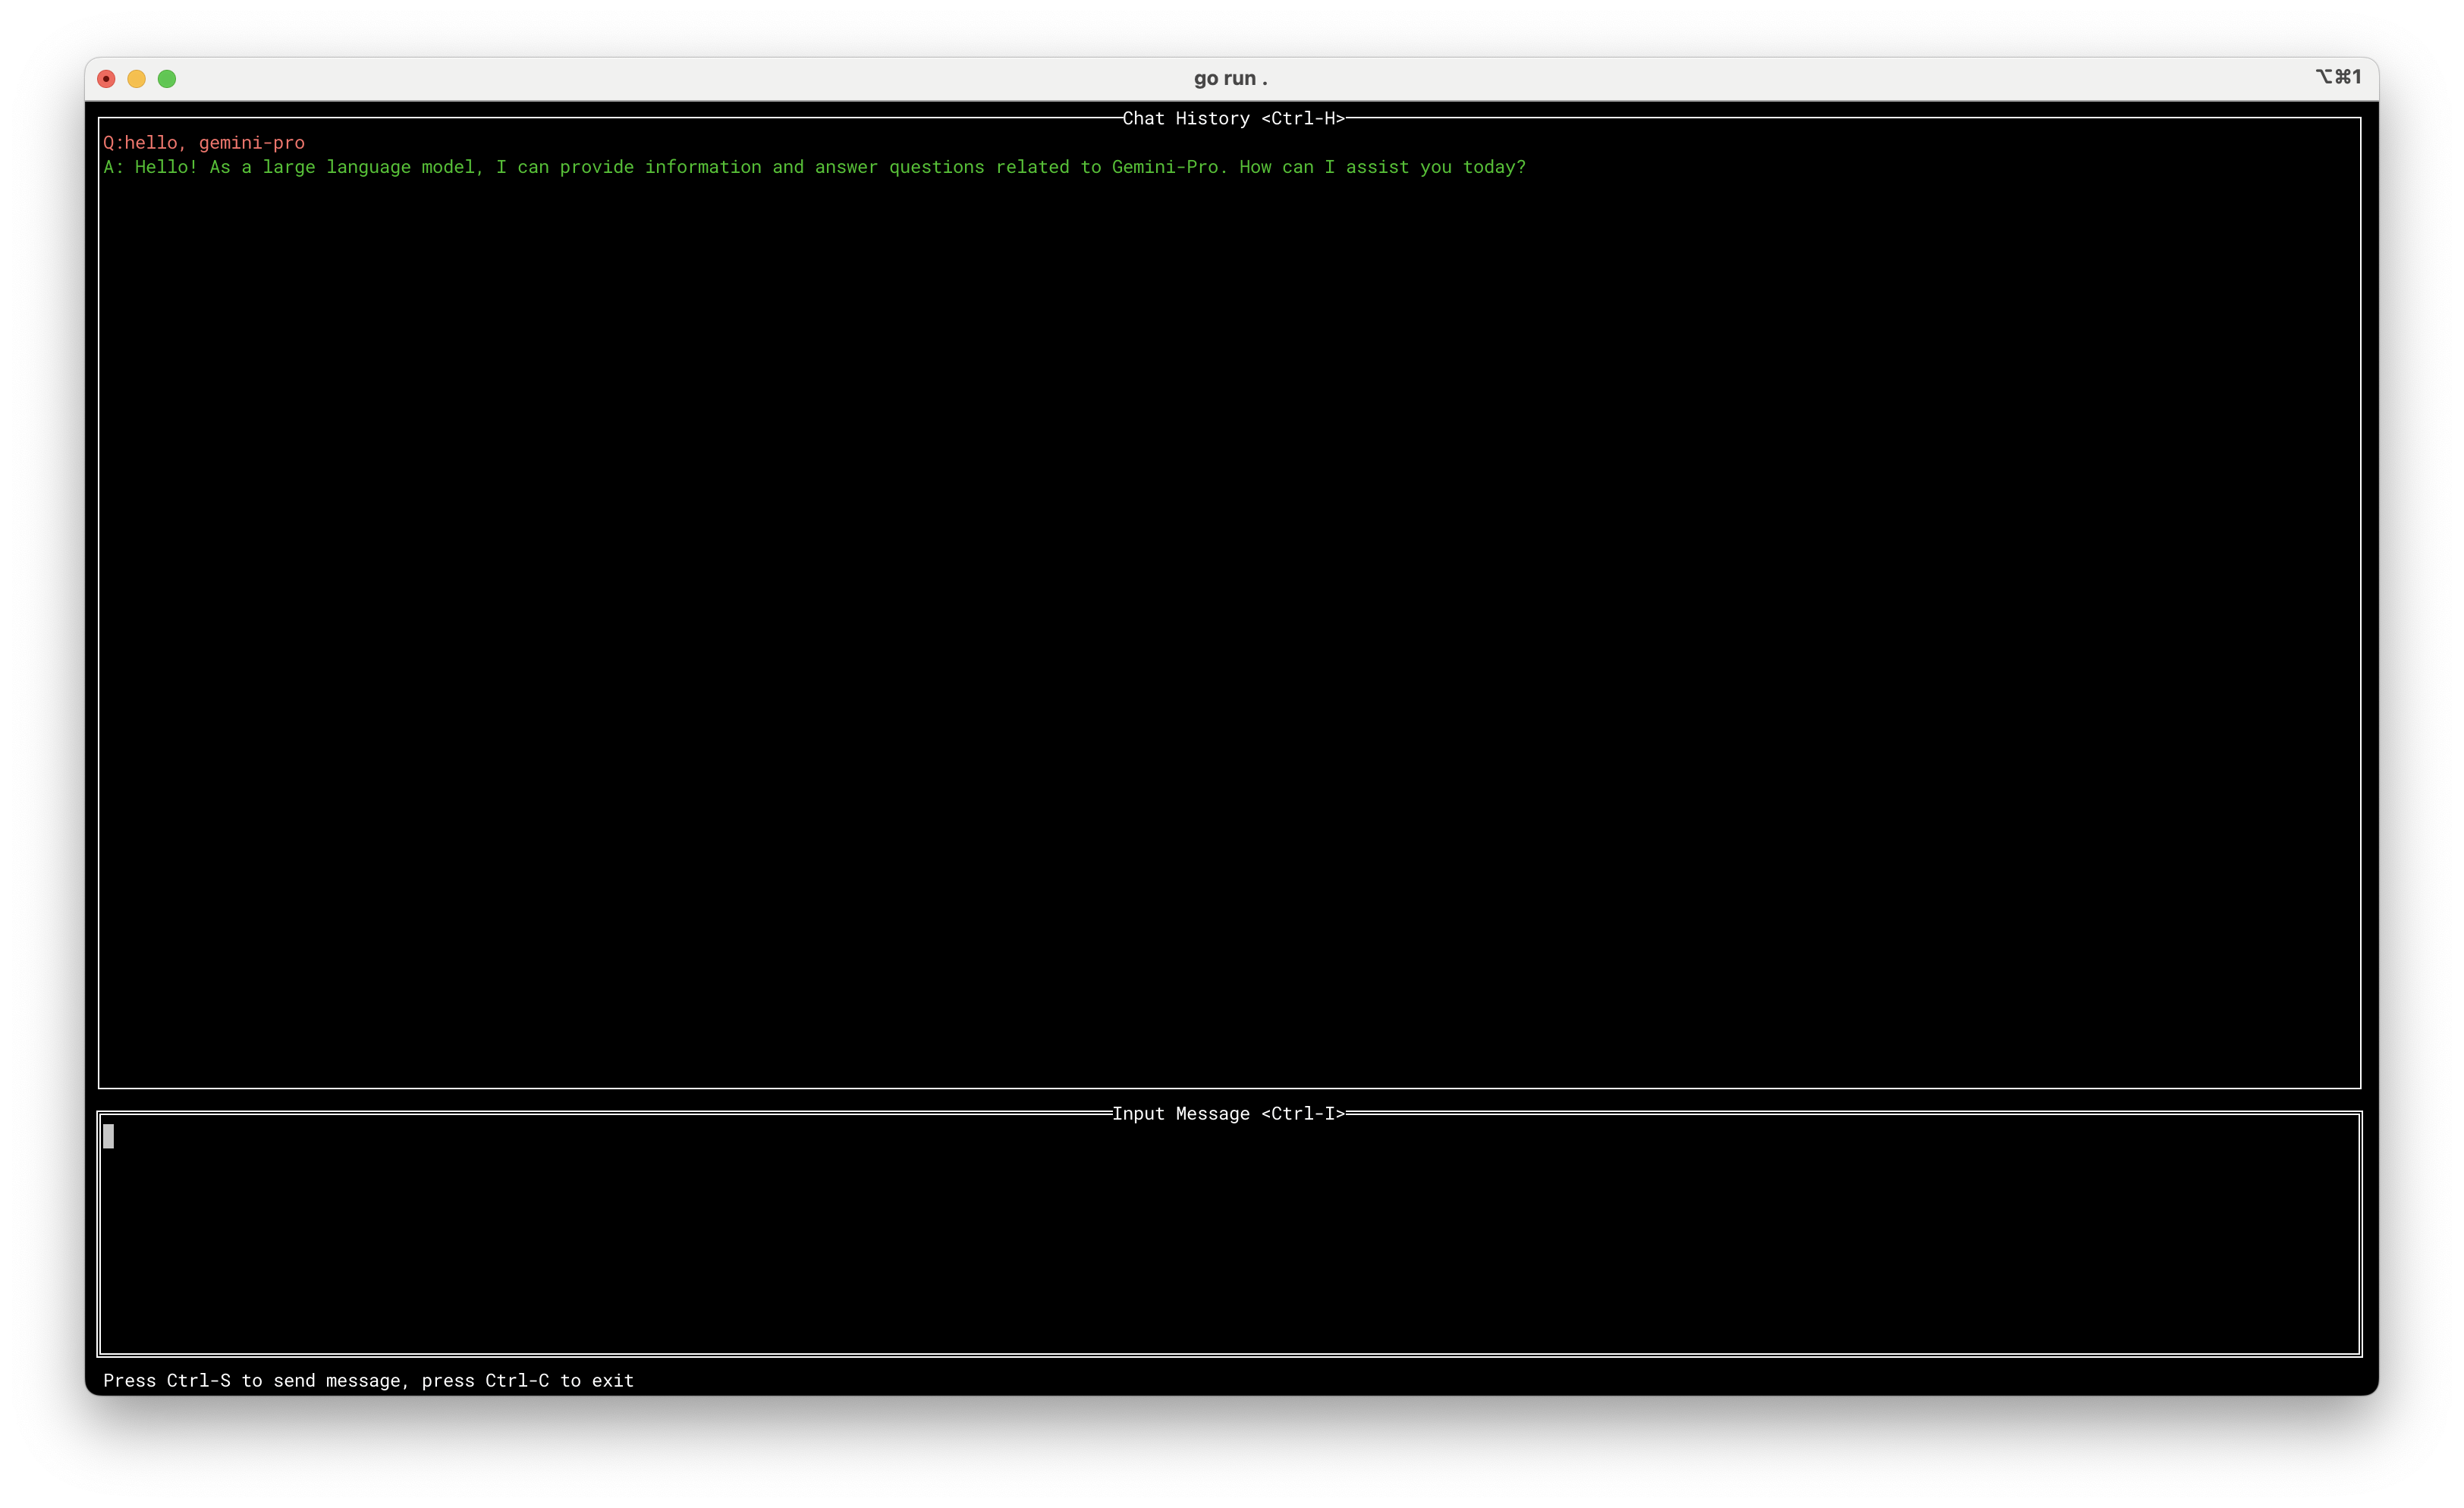 go run .
⌥⌘1
Chat History <Ctrl-H>
Q:hello, gemini-pro
A: Hello! As a large language model, I can provide information and answer questions related to Gemini-Pro. How can I assist you today?
Input Message <Ctrl-I>
Press Ctrl-S to send message, press Ctrl-C to exit